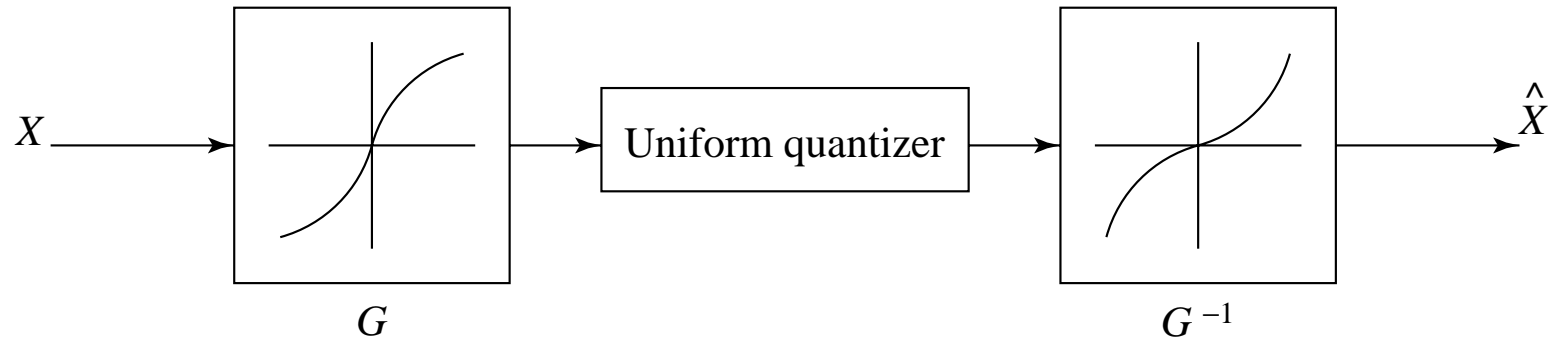 X
Uniform quantizer
X̂
G
G⁻¹